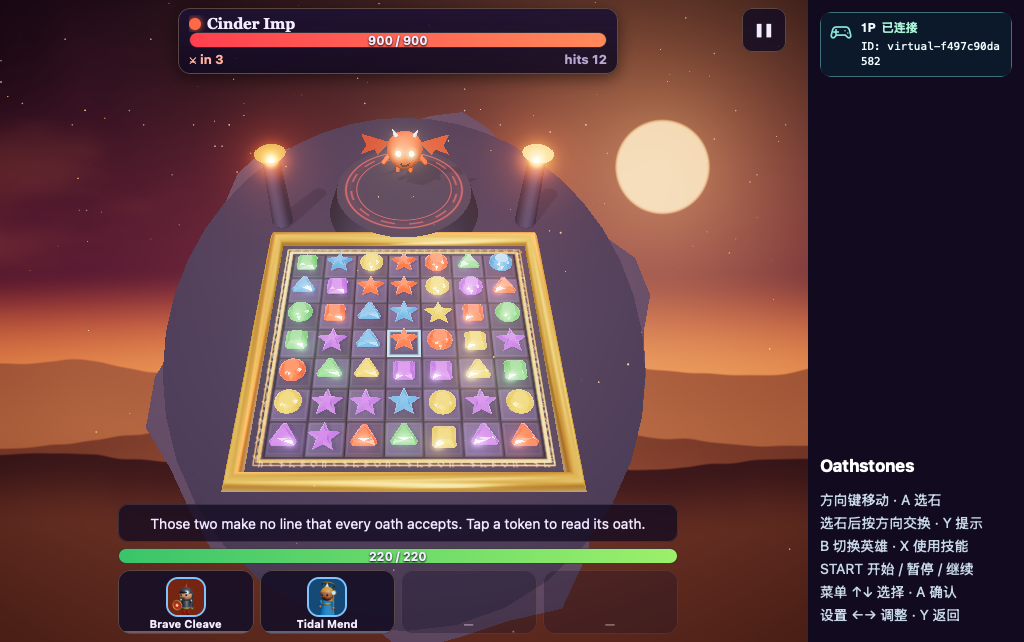 Cinder Imp
900 / 900
× in 3
hits 12
1P 已连接
ID: virtual-f497c90da
582
Those two make no line that every oath accepts. Tap a token to read its oath.
220 / 220
Brave Cleave
Tidal Mend
—
—
Oathstones
方向键移动 · A 选石
选石后按方向交换 · Y 提示
B 切换英雄 · X 使用技能
START 开始 / 暂停 / 继续
菜单 ↑↓ 选择 · A 确认
设置 ←→ 调整 · Y 返回